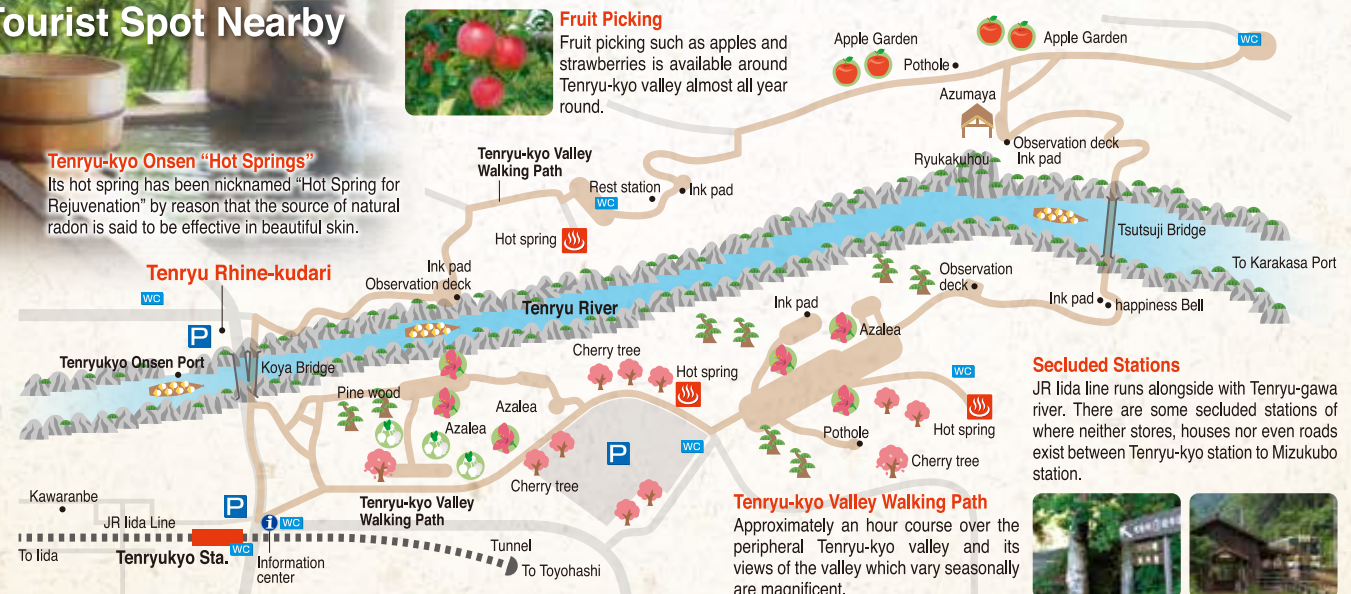 Tourist Spot Nearby
Tenryu-kyo Onsen “Hot Springs”
Its hot spring has been nicknamed “Hot Spring for
Rejuvenation” by reason that the source of natural
radon is said to be effective in beautiful skin.
Fruit Picking
Fruit picking such as apples and
strawberries is available around
Tenryu-kyo valley almost all year
round.
Apple Garden
Apple Garden
WC
Pothole
Azumaya
Observation deck
Ink pad
Ryukakuhou
Tenryu-kyo Valley
Walking Path
Rest station
WC
Ink pad
Hot spring
Tsutsuji Bridge
To Karakasa Port
Tenryu Rhine-kudari
WC
P
Ink pad
Observation deck
Tenryu River
Observation
deck
Ink pad
happiness Bell
Ink pad
Azalea
Tenryukyo Onsen Port
Koya Bridge
Cherry tree
Hot spring
Pine wood
Azalea
Azalea
WC
Hot spring
Pothole
Cherry tree
P
WC
Cherry tree
Tenryu-kyo Valley
Walking Path
Kawaranbe
P
JR Iida Line
i
WC
To Iida
Tenryukyo Sta.
WC
Information
center
Tunnel
To Toyohashi
Tenryu-kyo Valley Walking Path
Approximately an hour course over the
peripheral Tenryu-kyo valley and its
views of the valley which vary seasonally
are magnificent.
Secluded Stations
JR Iida line runs alongside with Tenryu-gawa
river. There are some secluded stations of
where neither stores, houses nor even roads
exist between Tenryu-kyo station to Mizukubo
station.